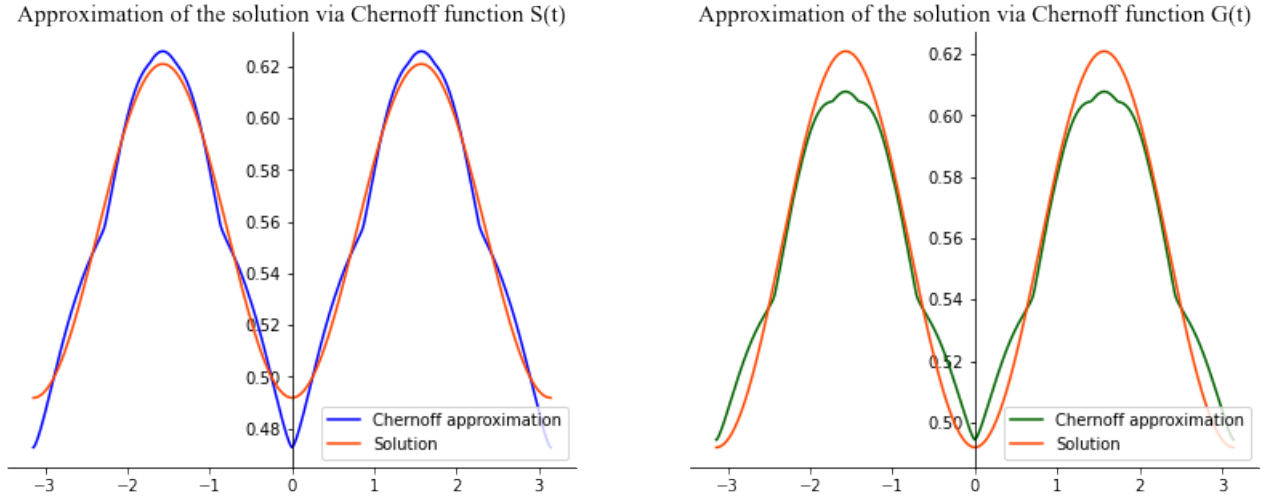 Approximation of the solution via Chernoff function S(t)
0.62
0.60
0.58
0.56
0.54
0.52
0.50
0.48
Chernoff approximation
Solution
−3 −2 −1 0 1 2 3
Approximation of the solution via Chernoff function G(t)
0.62
0.60
0.58
0.56
0.54
0.52
0.50
Chernoff approximation
Solution
−3 −2 −1 0 1 2 3